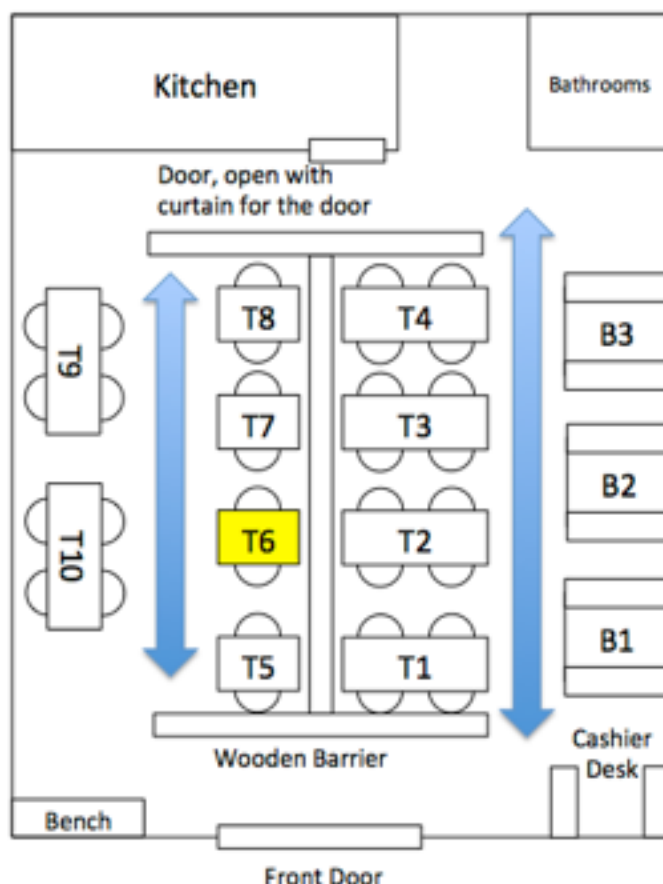 Kitchen
Bathrooms
Door, open with
curtain for the door
T8
T4
B3
T9
T7
T3
B2
T6
T2
T10
B1
T5
T1
Cashier
Desk
Wooden Barrier
Bench
Front Door